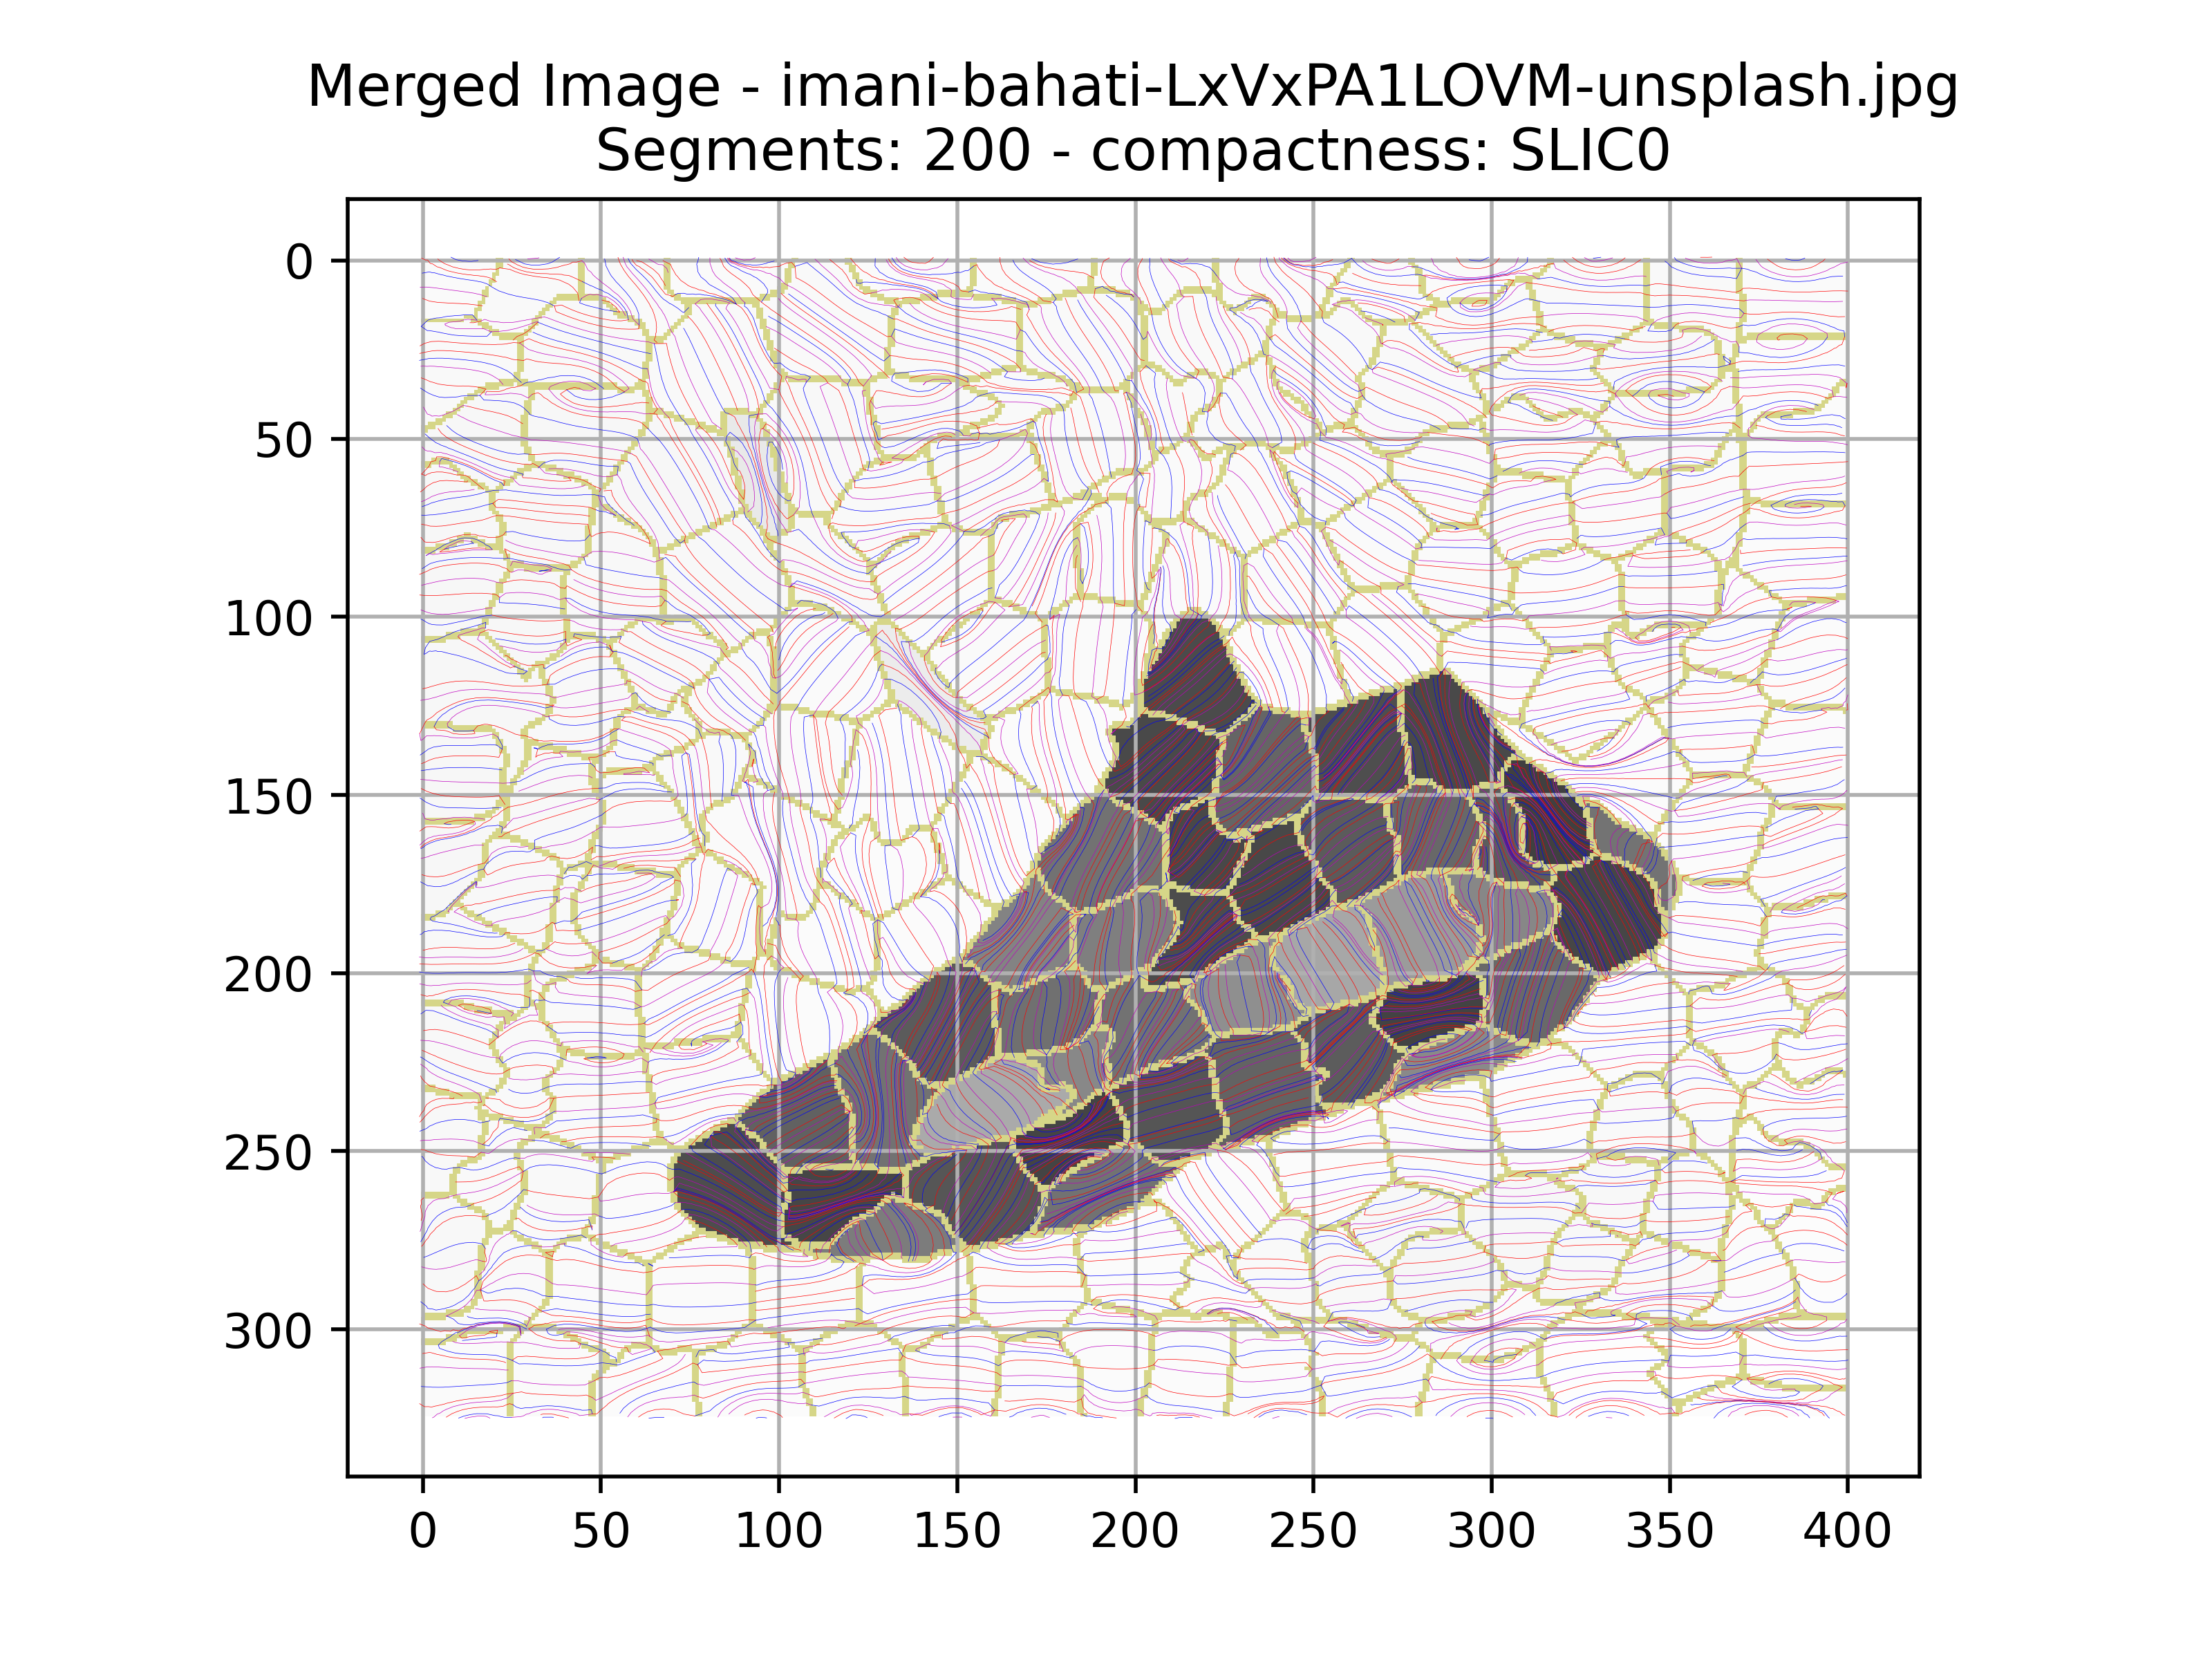 Merged Image - imani-bahati-LxVxPA1LOVM-unsplash.jpg
Segments: 200 - compactness: SLIC0
0
50
100
150
200
250
300
0 50 100 150 200 250 300 350 400